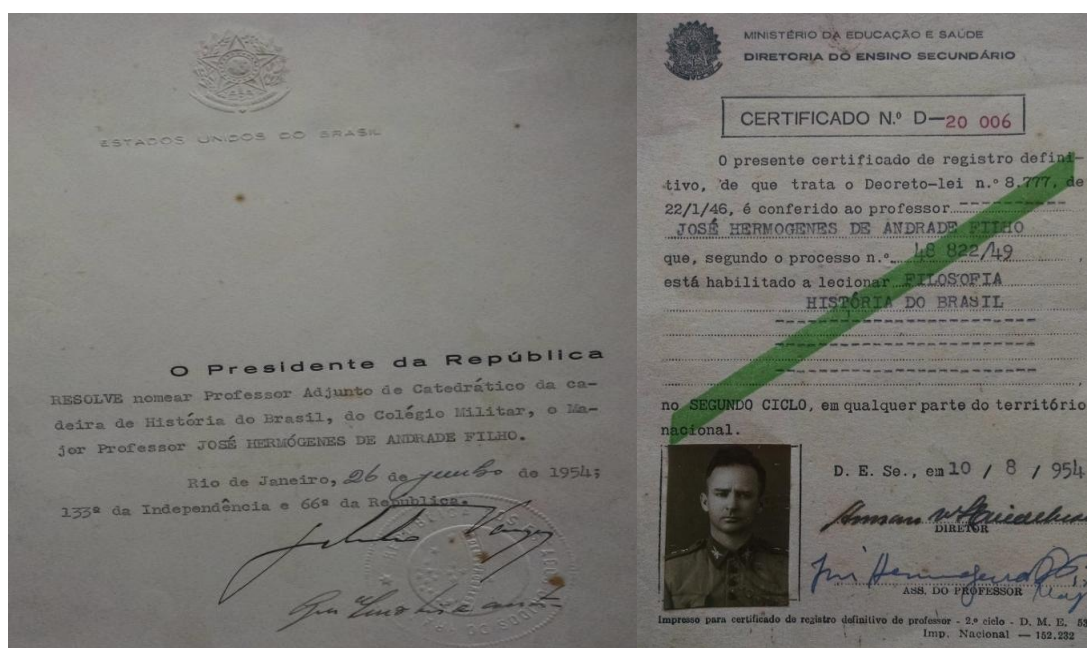 ESTADOS UNIDOS DO BRASIL
O Presidente da República
RESOLVE nomear Professor Adjunto de Catedrático da ca-
deira de História do Brasil, do Colégio Militar, o Ma-
jor Professor JOSÉ HERMÓGENES DE ANDRADE FILHO.
Rio de Janeiro, 26 de junho de 1954;
133º da Independência e 66º da República.
MINISTÉRIO DA EDUCAÇÃO E SAÚDE
DIRETORIA DO ENSINO SECUNDÁRIO
CERTIFICADO N.º D—20 006
O presente certificado de registro defini-
tivo, de que trata o Decreto-lei n.º 8.777, de
22/1/46, é conferido ao professor
JOSÉ HERMOGENES DE ANDRADE FILHO
que, segundo o processo n.º 48 822/49,
está habilitado a lecionar FILOSOFIA
HISTÓRIA DO BRASIL
no SEGUNDO CICLO, em qualquer parte do território
nacional.
D. E. Se., em 10 / 8 / 954
DIRETOR
ASS. DO PROFESSOR
Impresso para certificado de registro definitivo de professor - 2.º ciclo - D. M. E. 53
Imp. Nacional — 152.232